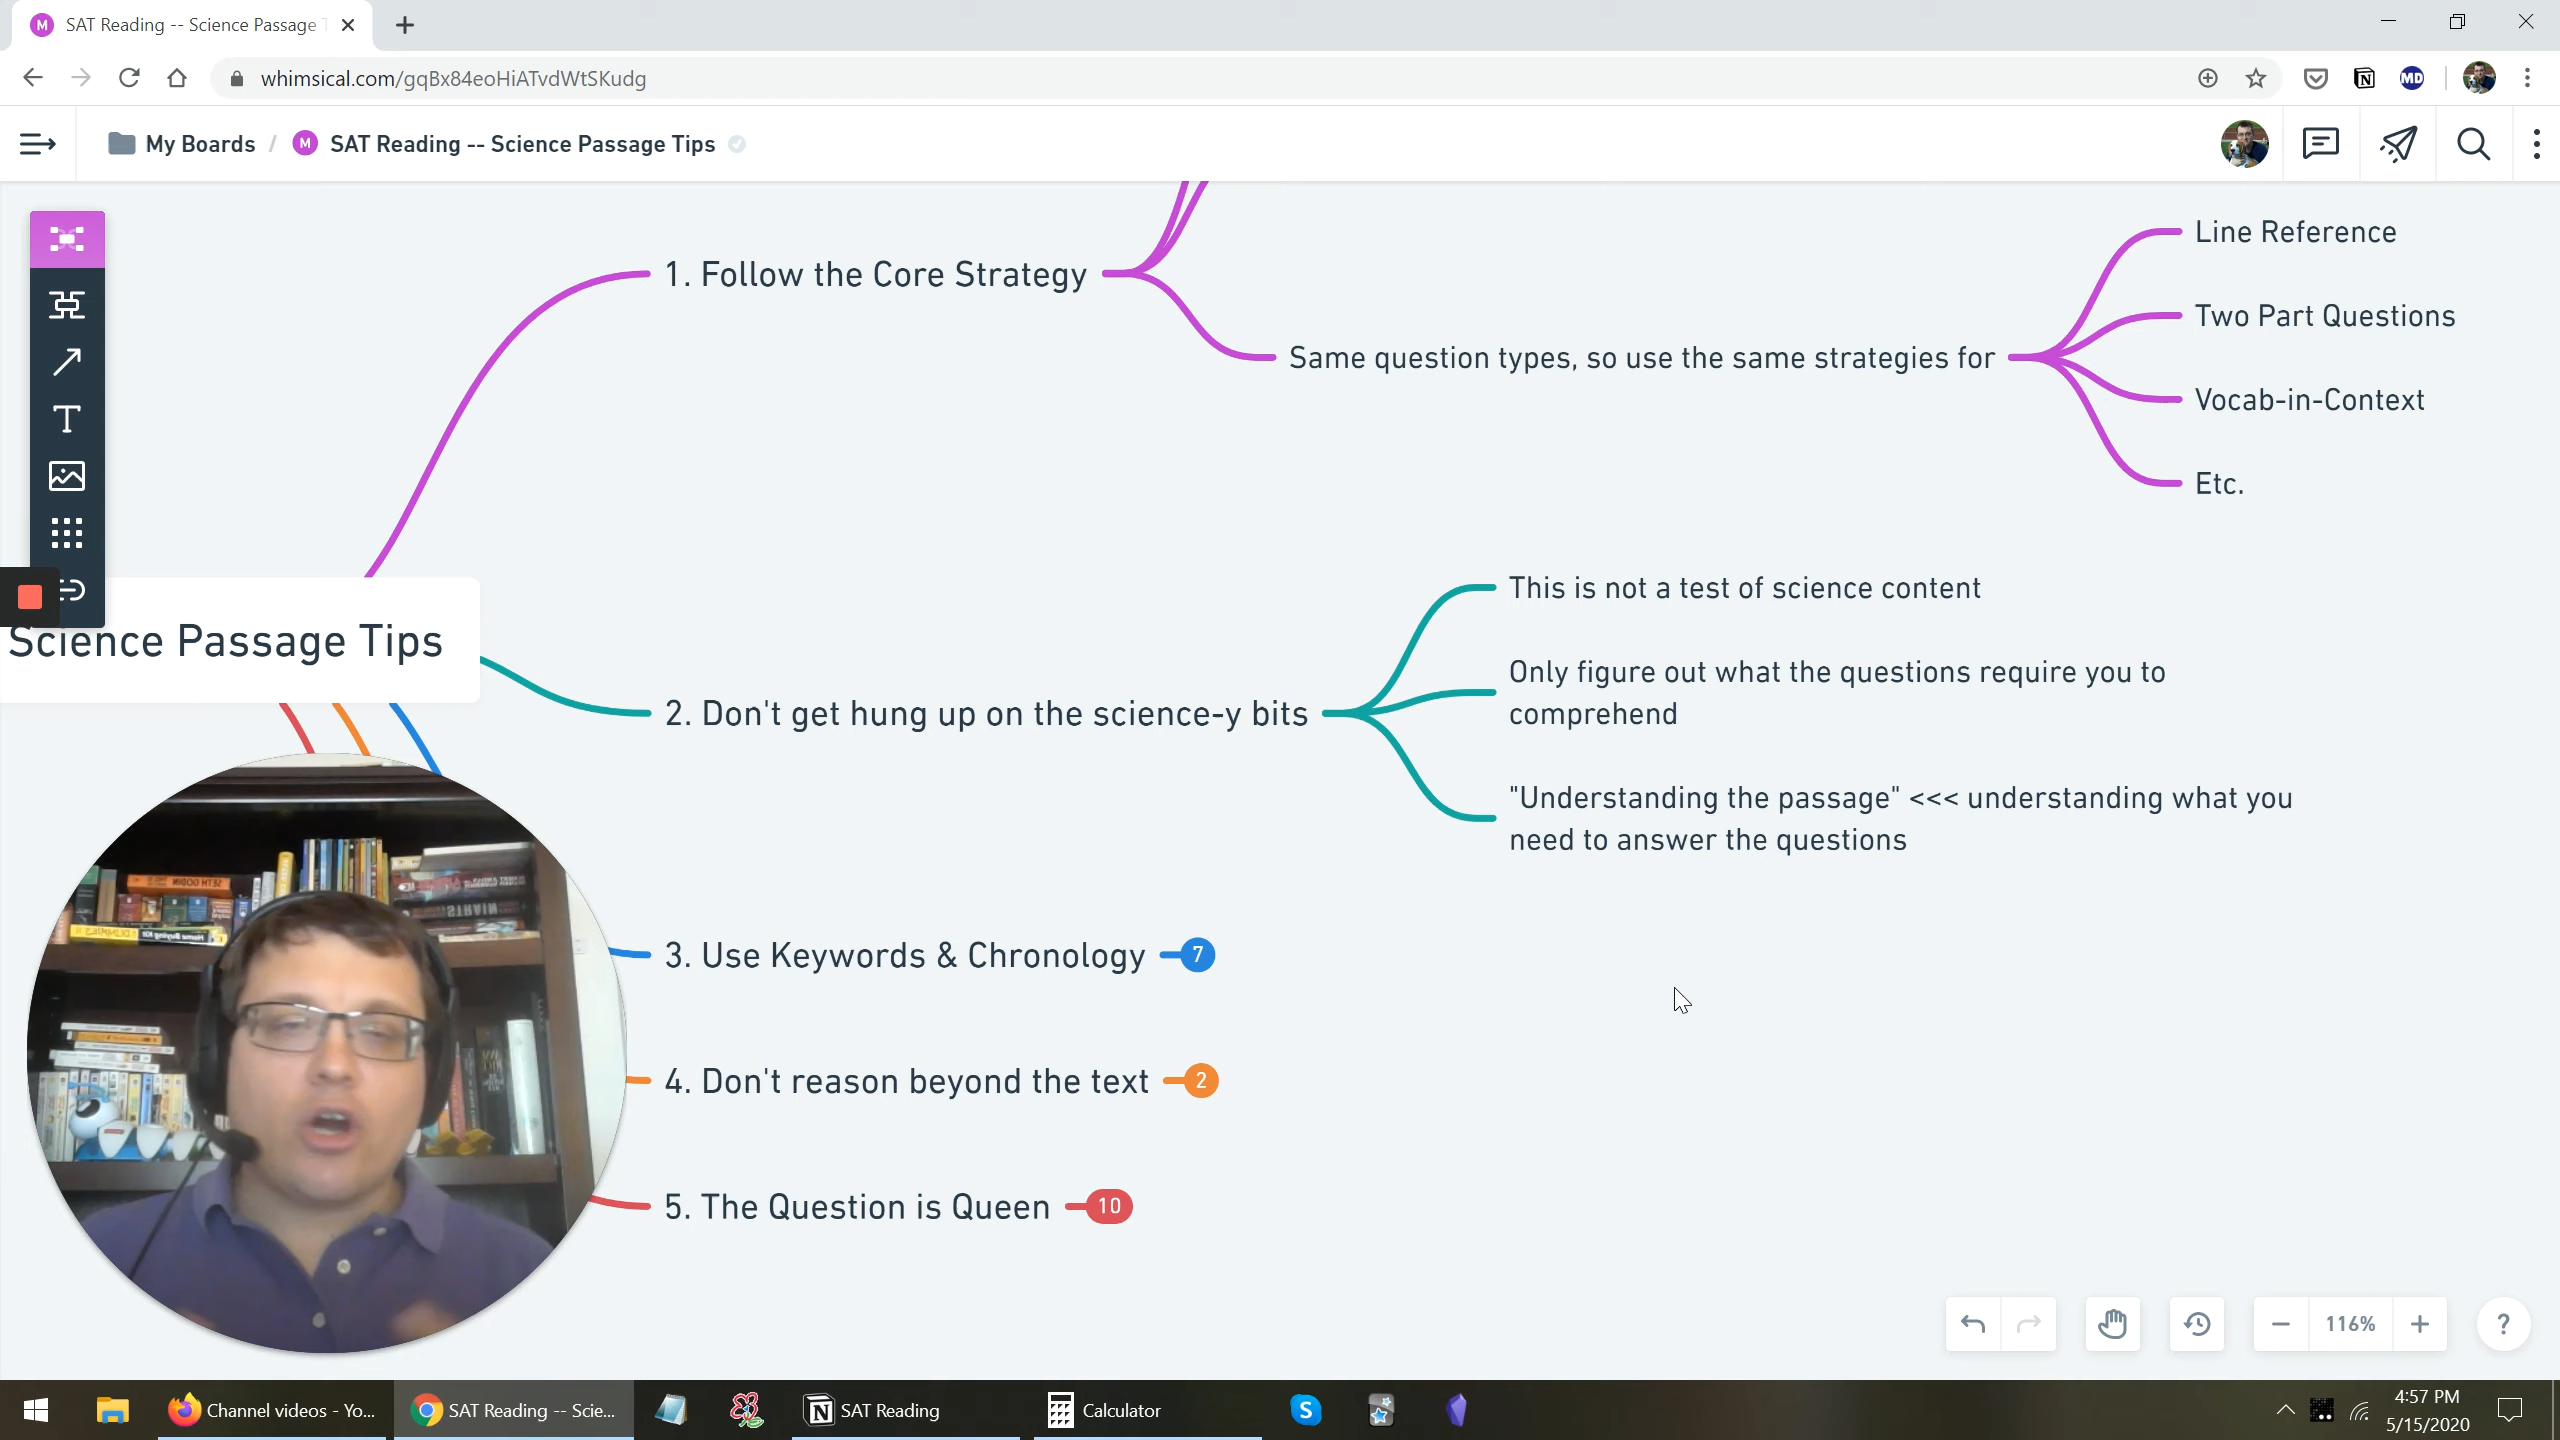 M SAT Reading -- Science Passage T
whimsical.com/gqBx84eoHiATvdWtSKudg
MD
My Boards / M SAT Reading -- Science Passage Tips
Line Reference
1. Follow the Core Strategy
Two Part Questions
Same question types, so use the same strategies for
Vocab-in-Context
Etc.
Science Passage Tips
This is not a test of science content
Only figure out what the questions require you to
comprehend
2. Don't get hung up on the science-y bits
"Understanding the passage" <<< understanding what you
need to answer the questions
3. Use Keywords & Chronology 7
4. Don't reason beyond the text 2
5. The Question is Queen 10
SETH GODIN
116%
?
Channel videos - Yo...
SAT Reading -- Scie...
SAT Reading
Calculator
4:57 PM
5/15/2020